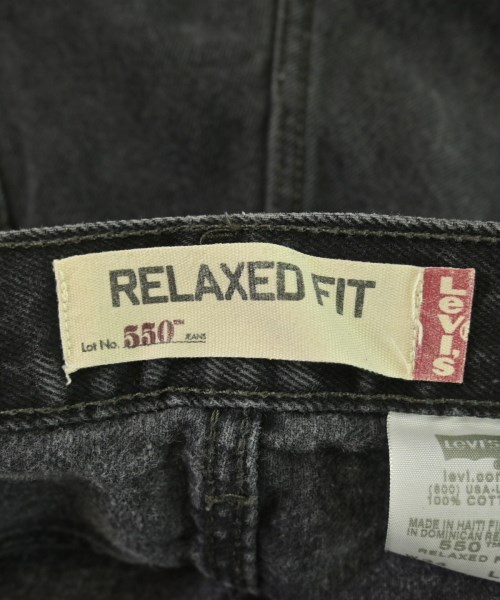 RELAXED FIT
Lot No. 550™ JEANS
Levi's®
Levi's
levi.com
(800) USA-
100% COTT
MADE IN HAITI
IN DOMINICAN RE
550™
RELAXED